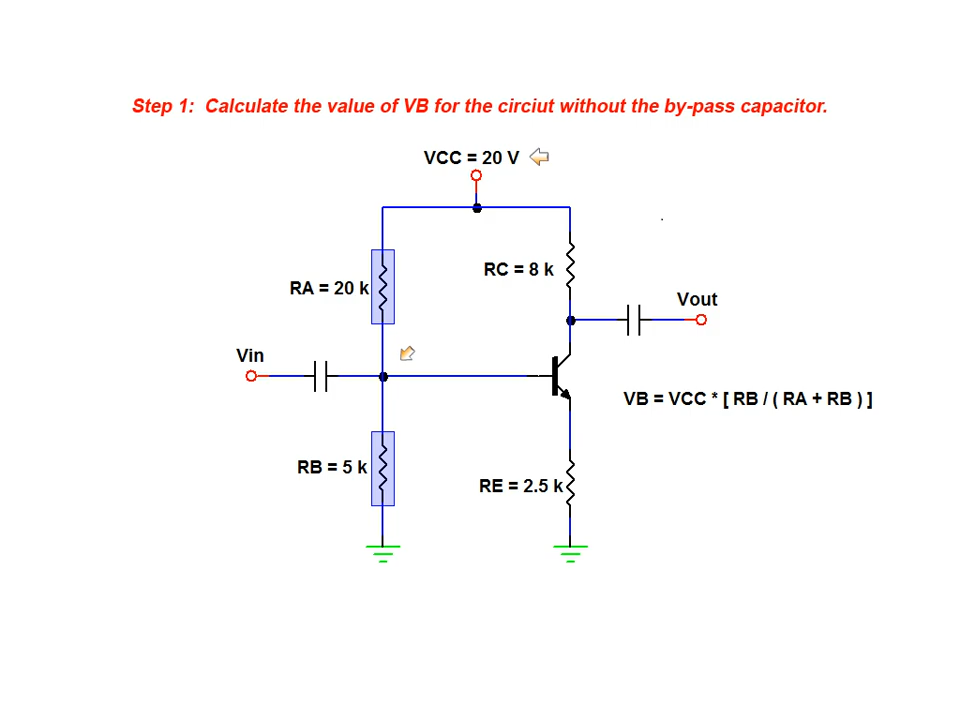 Step 1:  Calculate the value of VB for the circiut without the by-pass capacitor.
VCC = 20 V
RC = 8 k
RA = 20 k
Vout
Vin
VB = VCC * [ RB / ( RA + RB ) ]
RB = 5 k
RE = 2.5 k